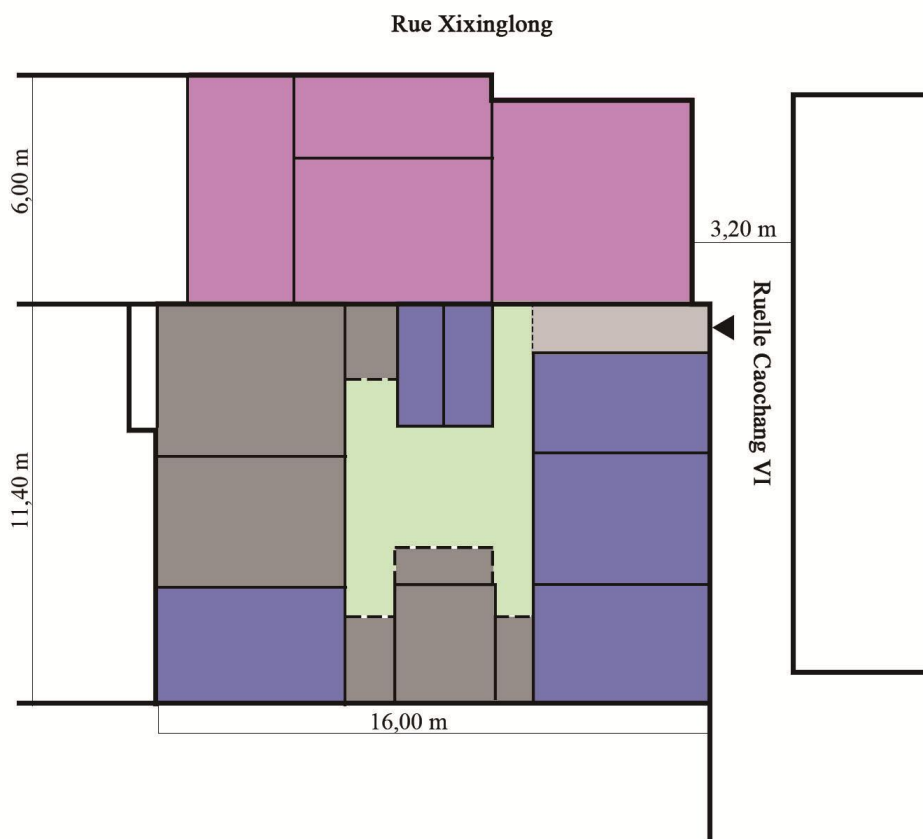 Rue Xixinglong
6,00 m
3,20 m
Ruelle Caochang VI
11,40 m
16,00 m